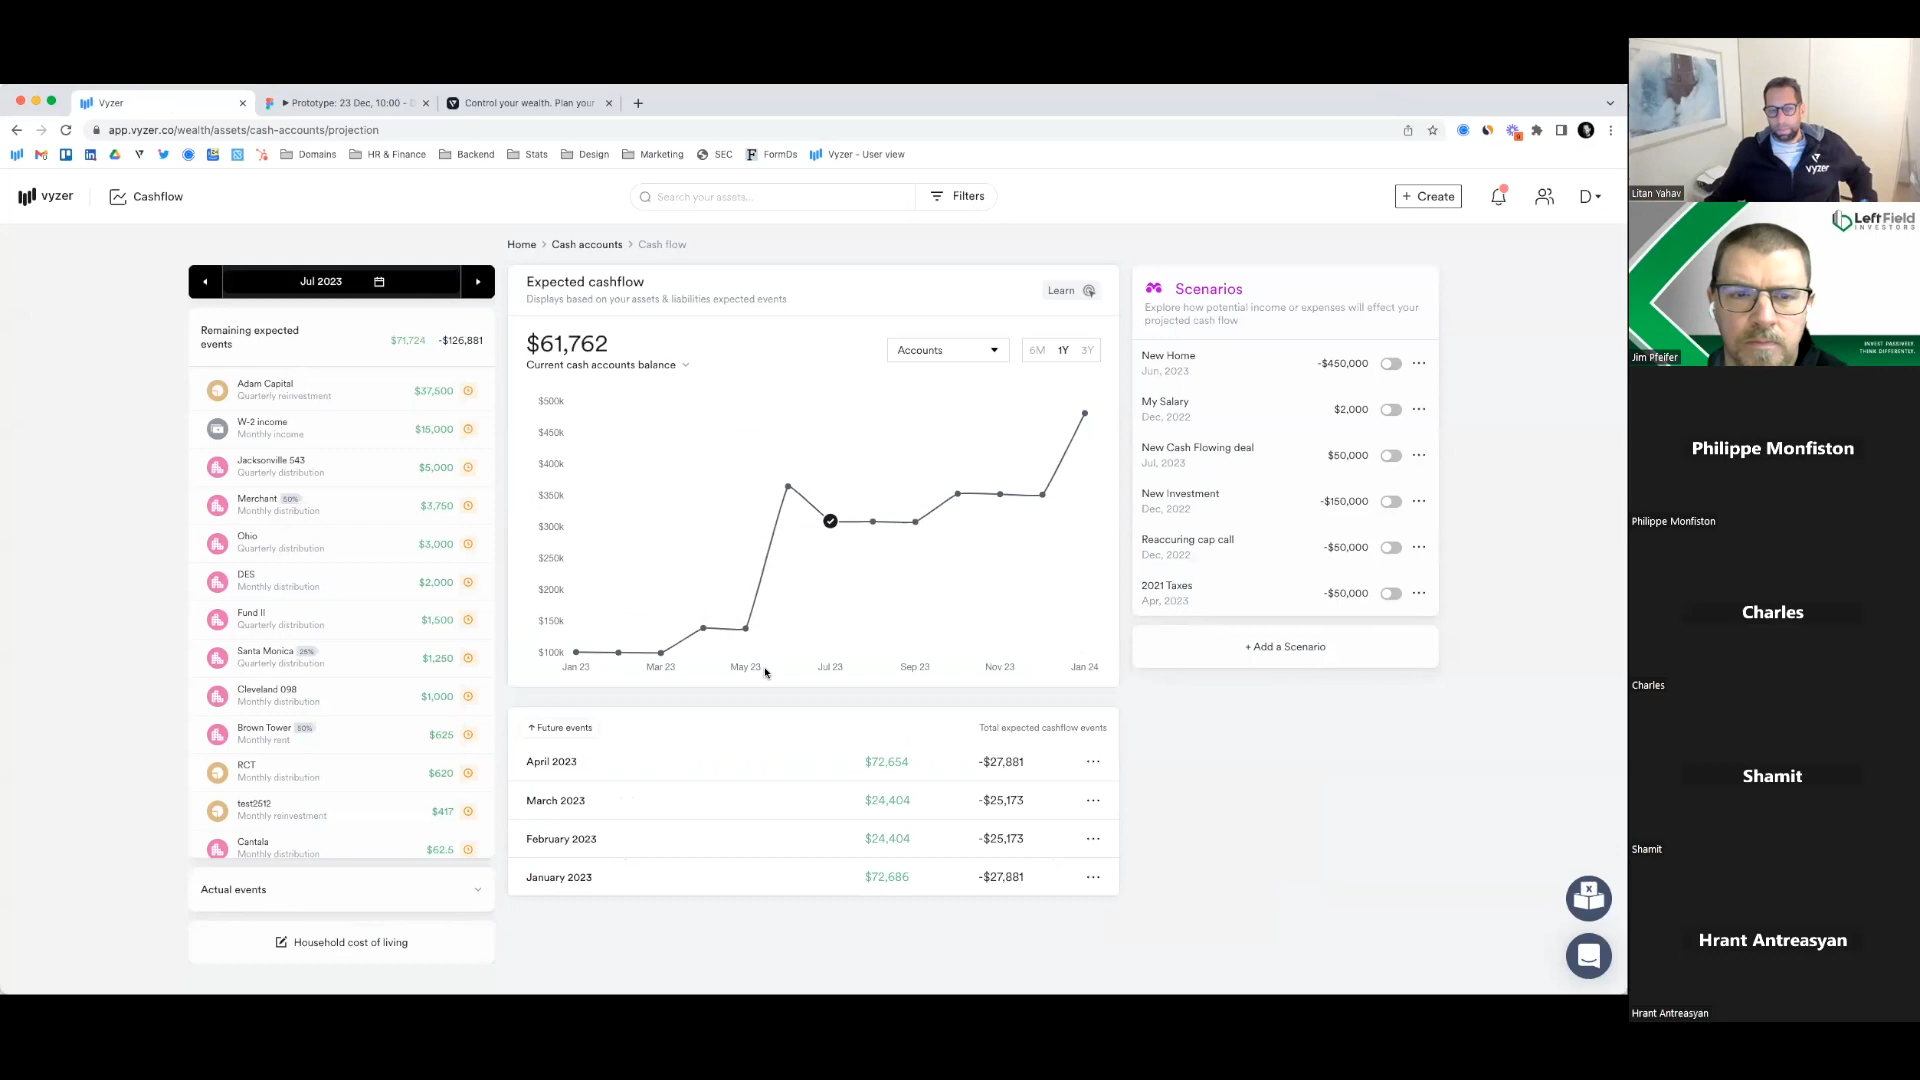 Vyzer
Prototype: 23 Dec, 10:00 -
Control your wealth. Plan your
app.vyzer.co/wealth/assets/cash-accounts/projection
Domains
HR & Finance
Backend
Stats
Design
Marketing
SEC
FormDs
Vyzer - User view
vyzer
Cashflow
Search your assets...
Filters
+ Create
D
Home > Cash accounts > Cash flow
Jul 2023
Remaining expected events
$71,724 -$126,881
Adam Capital
Quarterly reinvestment
$37,500
W-2 income
Monthly income
$15,000
Jacksonville 543
Quarterly distribution
$5,000
Merchant 50%
Monthly distribution
$3,750
Ohio
Quarterly distribution
$3,000
DES
Monthly distribution
$2,000
Fund II
Quarterly distribution
$1,500
Santa Monica
Quarterly distribution
$1,250
Cleveland 098
Monthly distribution
$1,000
Brown Tower 50%
Monthly rent
$625
RCT
Monthly distribution
$620
test2512
Monthly reinvestment
$417
Cantala
Monthly distribution
$62.5
Actual events
Household cost of living
Expected cashflow
Displays based on your assets & liabilities expected events
Learn
$61,762
Current cash accounts balance
Accounts
6M 1Y 3Y
$500k
$450k
$400k
$350k
$300k
$250k
$200k
$150k
$100k
Jan 23 Mar 23 May 23 Jul 23 Sep 23 Nov 23 Jan 24
Future events
Total expected cashflow events
April 2023 $72,654 -$27,881
March 2023 $24,404 -$25,173
February 2023 $24,404 -$25,173
January 2023 $72,686 -$27,881
Scenarios
Explore how potential income or expenses will effect your
projected cash flow
New Home
Jun, 2023
-$450,000
My Salary
Dec, 2022
$2,000
New Cash Flowing deal
Jul, 2023
$50,000
New Investment
Dec, 2022
-$150,000
Reaccuring cap call
Dec, 2022
-$50,000
2021 Taxes
Apr, 2023
-$50,000
+ Add a Scenario
vyzer
Litan Yahav
LeftField
INVESTORS
INVEST PASSIVELY.
THINK DIFFERENTLY.
Jim Pfeifer
Philippe Monfiston
Philippe Monfiston
Charles
Charles
Shamit
Shamit
Hrant Antreasyan
Hrant Antreasyan